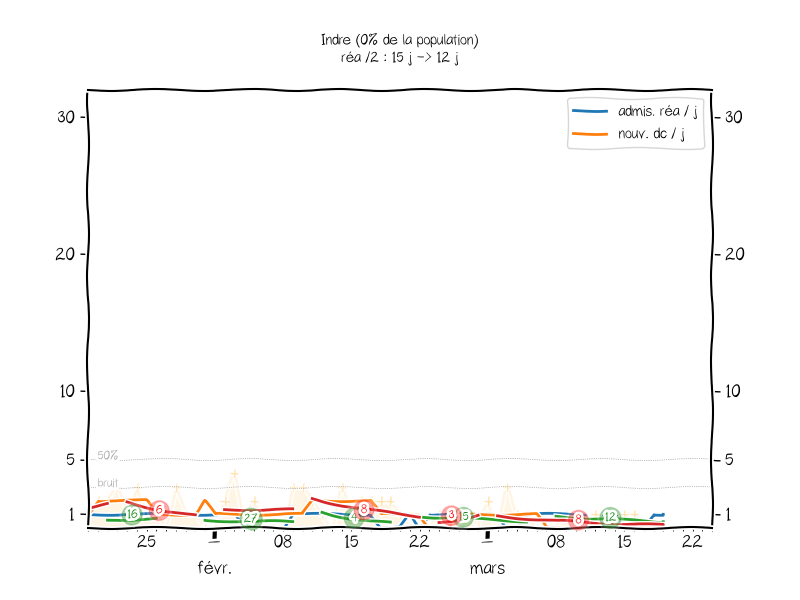 Indre (0% de la population)
réa /2 : 15 j -> 12 j
admis. réa / j
nouv. dc / j
30 30
20 20
10 10
5 5
50%
bruit
1 1
16 6 27 4 8 3 5 8 12
25 08 15 22 08 15 22
févr. mars